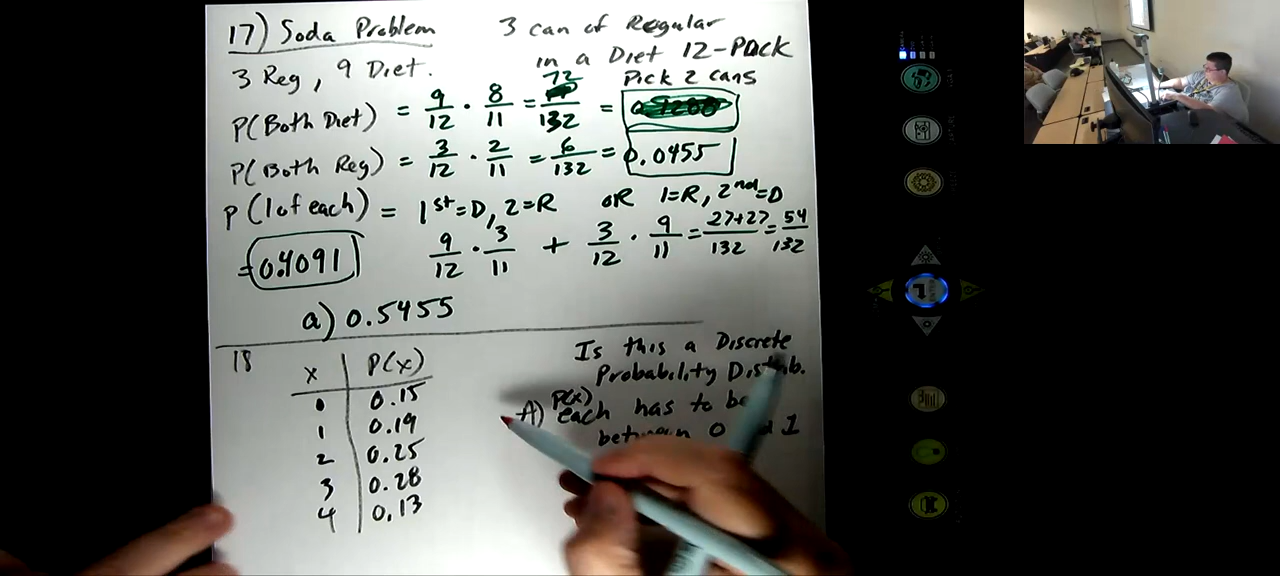 17) Soda Problem
3 can of Regular
in a Diet 12-Pack
3 Reg, 9 Diet.
Pick 2 cans
P(Both Diet) = 9/12 · 8/11 = 72/132 =
P(Both Reg) = 3/12 · 2/11 = 6/132 = 0.0455
P(1 of each) = 1st=D, 2=R OR 1=R, 2nd=D
9/12 · 3/11 + 3/12 · 9/11 = 27+27/132 = 54/132
= 0.4091
a) 0.5455
18
x P(x)
0 0.15
1 0.19
2 0.25
3 0.28
4 0.13
Is this a Discrete
Probability Distrib.
P(x)
A) each has to be
between 0 1